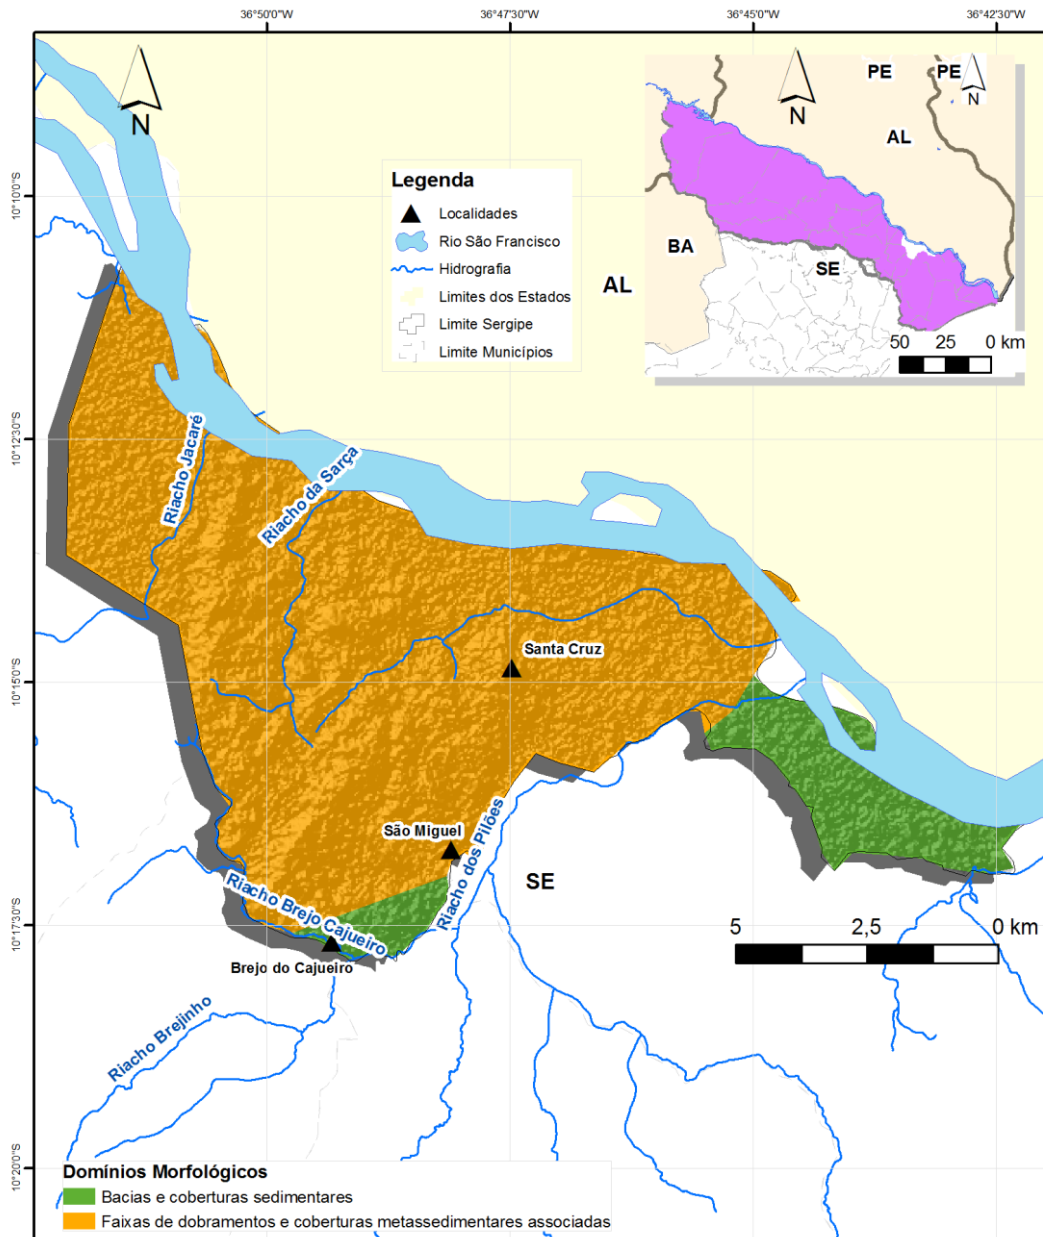 36°50'0"W
36°47'30"W
36°45'0"W
36°42'30"W
10°10'0"S
10°12'30"S
10°15'0"S
10°17'30"S
10°20'0"S
N
Legenda
Localidades
Rio São Francisco
Hidrografia
Limites dos Estados
Limite Sergipe
Limite Municípios
AL
PE
PE
N
N
AL
BA
SE
50 25 0 km
Riacho Jacaré
Riacho da Sarça
Santa Cruz
São Miguel
Riacho dos Pilões
SE
Riacho Brejo Cajueiro
Brejo do Cajueiro
5 2,5 0 km
Riacho Brejinho
Domínios Morfológicos
Bacias e coberturas sedimentares
Faixas de dobramentos e coberturas metassedimentares associadas